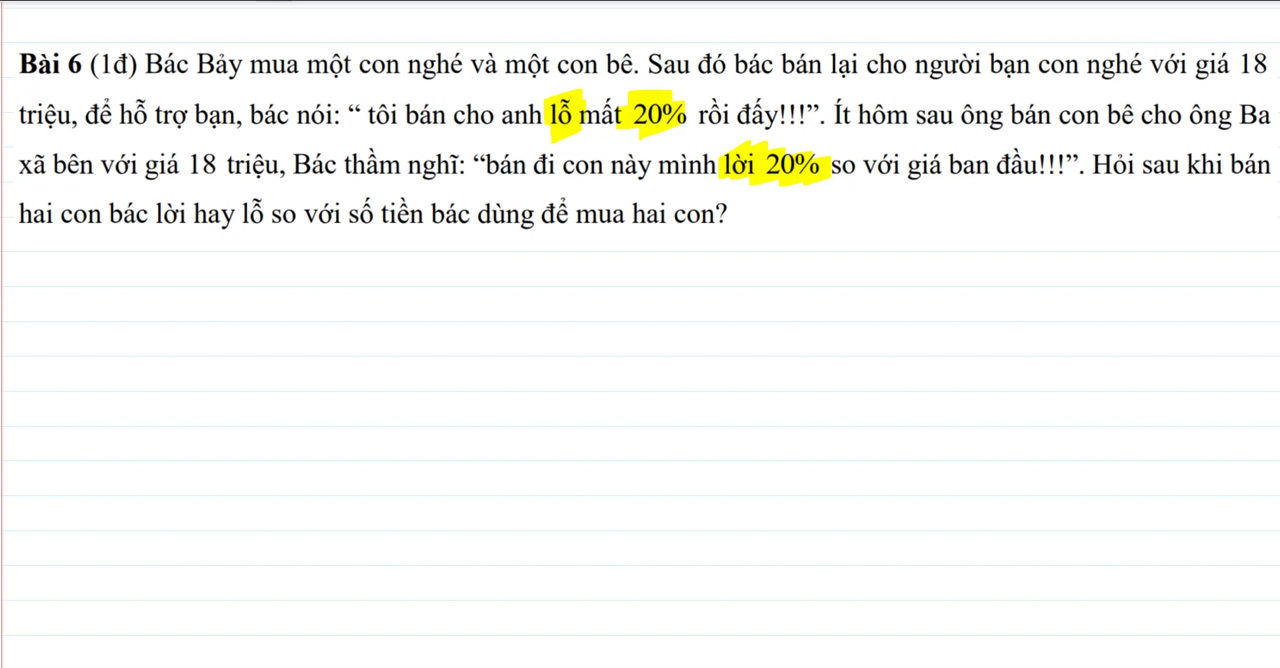 Bài 6 (1đ) Bác Bảy mua một con nghé và một con bê. Sau đó bác bán lại cho người bạn con nghé với giá 18
triệu, để hỗ trợ bạn, bác nói: “ tôi bán cho anh lỗ mất 20% rồi đấy!!!”. Ít hôm sau ông bán con bê cho ông Ba
xã bên với giá 18 triệu, Bác thầm nghĩ: “bán đi con này mình lời 20% so với giá ban đầu!!!”. Hỏi sau khi bán
hai con bác lời hay lỗ so với số tiền bác dùng để mua hai con?